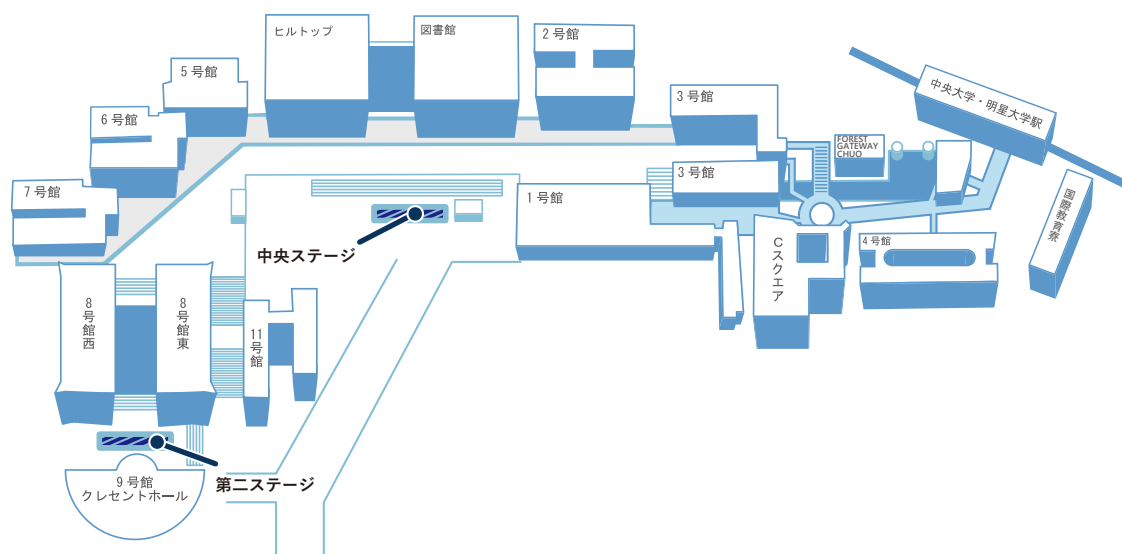 ヒルトップ
図書館
2号館
5号館
6号館
3号館
中央大学・明星大学駅
FOREST
GATEWAY
CHUO
7号館
3号館
1号館
国際教育寮
中央ステージ
Cスクエア
4号館
8号館西
8号館東
11号館
第二ステージ
9号館
クレセントホール